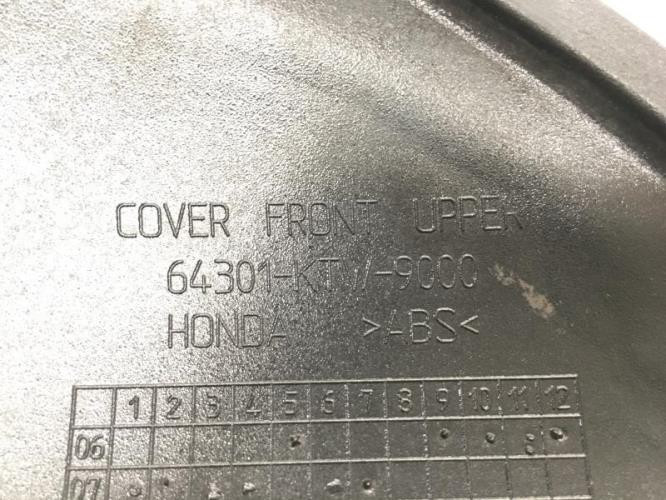 COVER FRONT UPPER
64301-KTW-9000
HONDA >ABS<
1 2 3 4 5 6 7 8 9 10 11 12
06
07